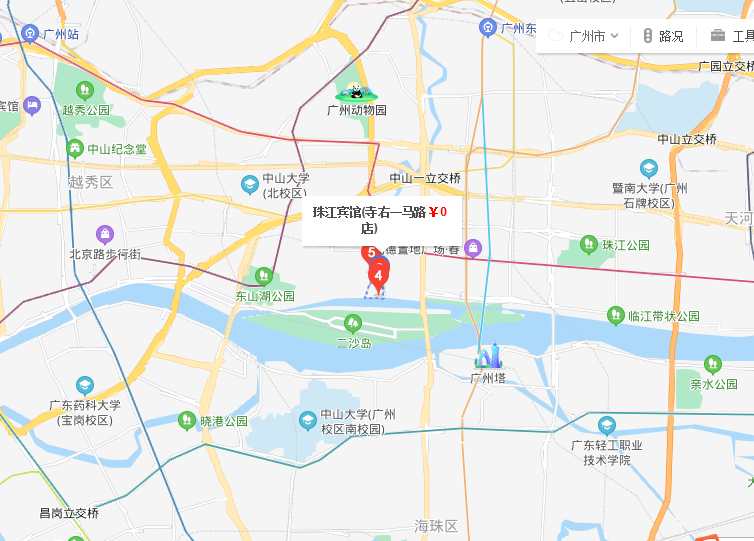 广州站
广州东
广州市
路况
工具
广园立交桥
越秀公园
宾馆
广州动物园
中山纪念堂
中山立交桥
越秀区
中山大学
(北校区)
中山一立交桥
暨南大学(广州
石牌校区)
珠江宾馆(寺右一马路￥0
店)
天河
北京路步行街
德置地广场·春
珠江公园
5
4
东山湖公园
临江带状公园
二沙岛
广州塔
亲水公园
广东药科大学
(宝岗校区)
晓港公园
中山大学(广州
校区南校园)
广东轻工职业
技术学院
昌岗立交桥
海珠区